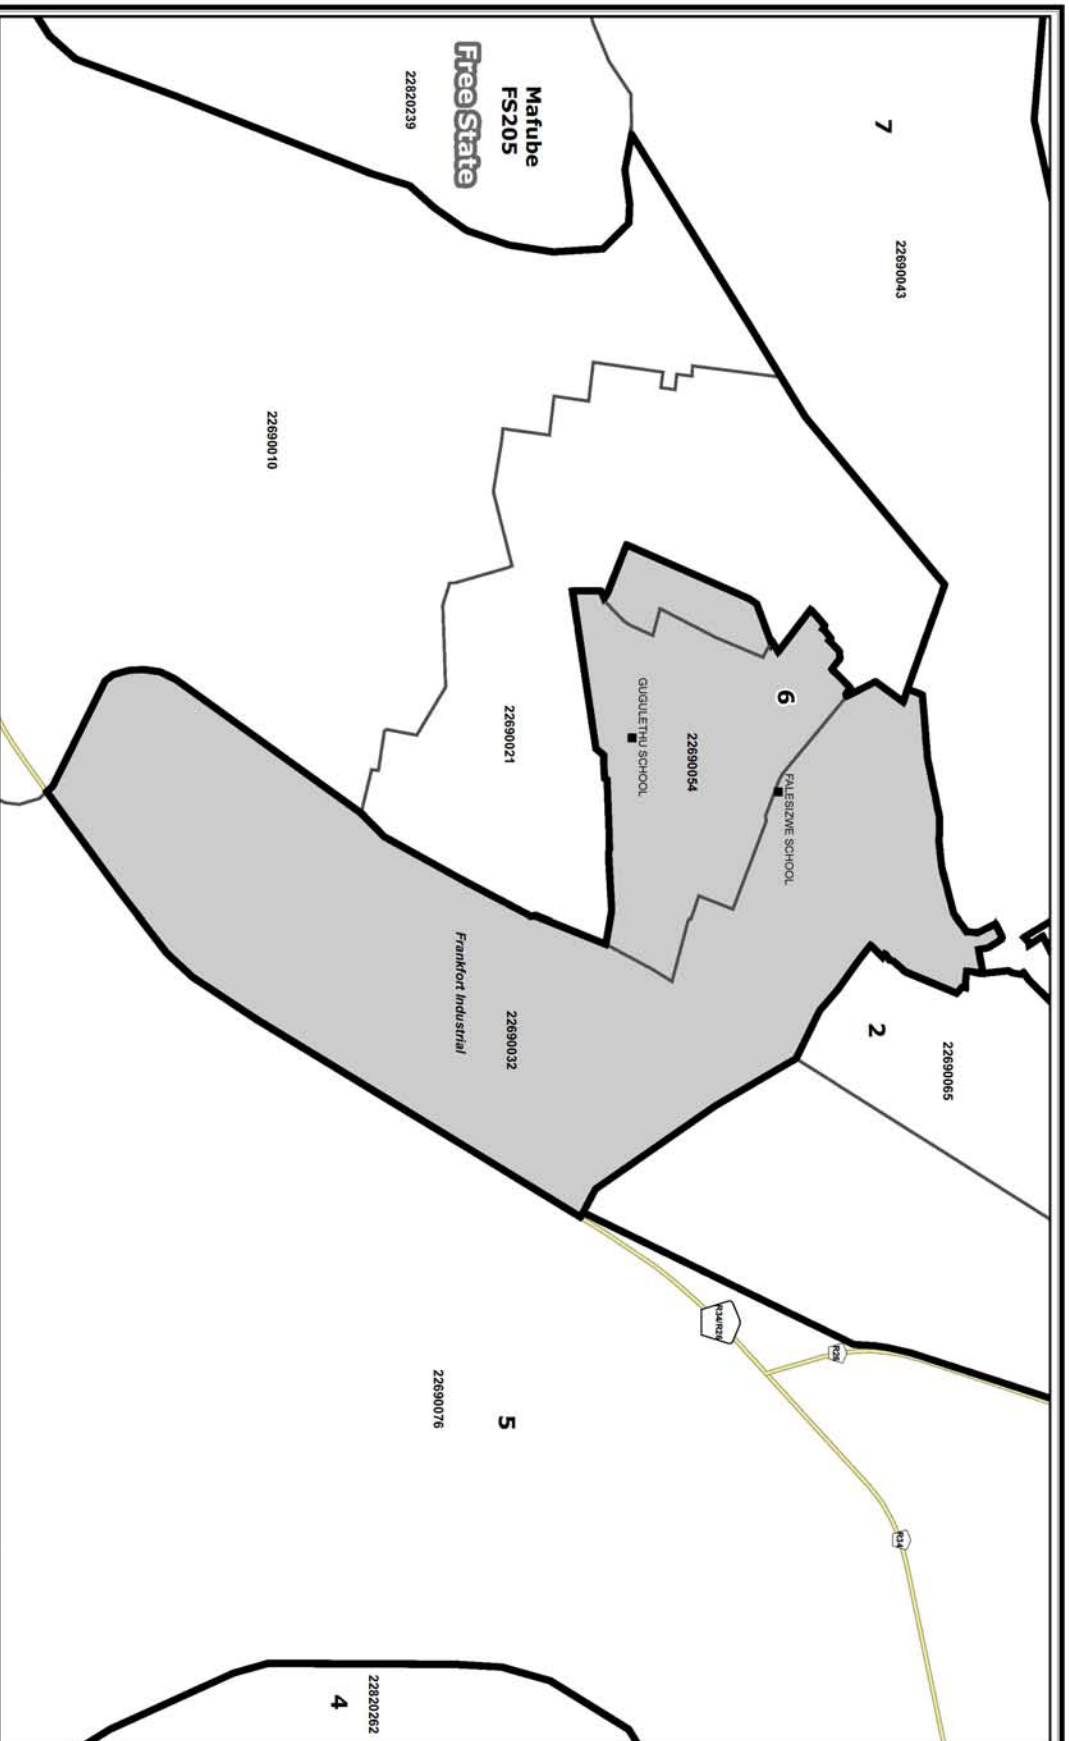 7
22690043
Mafube
FS205
Free State
22820239
22690010
6
FALESIZWE SCHOOL
22690054
GUGULETHU SCHOOL
22690021
22690065
2
22690032
Frankfort Industrial
R34/R26
R26
R34
5
22690076
22820262
4